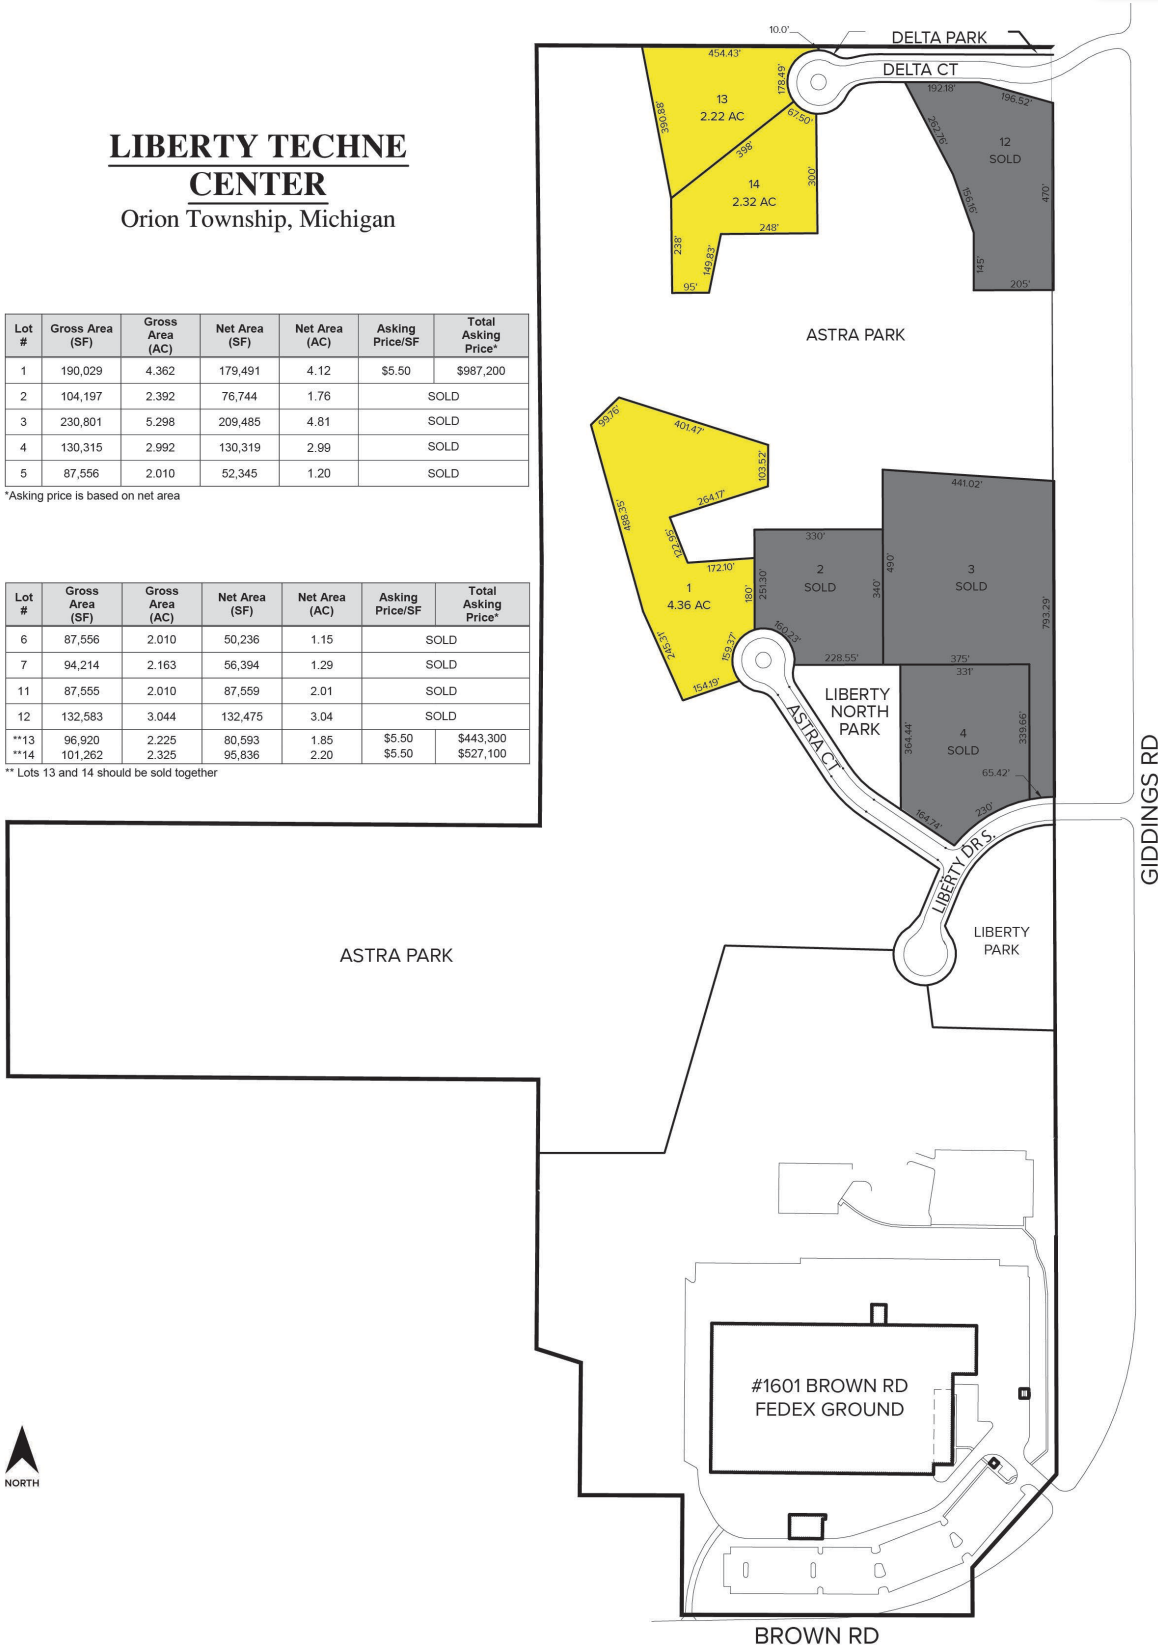 LIBERTY TECHNE
CENTER
Orion Township, Michigan
Lot # Gross Area (SF) Gross Area (AC) Net Area (SF) Net Area (AC) Asking Price/SF Total Asking Price*
1 190,029 4.362 179,491 4.12 $5.50 $987,200
2 104,197 2.392 76,744 1.76 SOLD
3 230,801 5.298 209,485 4.81 SOLD
4 130,315 2.992 130,319 2.99 SOLD
5 87,556 2.010 52,345 1.20 SOLD
*Asking price is based on net area
Lot # Gross Area (SF) Gross Area (AC) Net Area (SF) Net Area (AC) Asking Price/SF Total Asking Price*
6 87,556 2.010 50,236 1.15 SOLD
7 94,214 2.163 56,394 1.29 SOLD
11 87,555 2.010 87,559 2.01 SOLD
12 132,583 3.044 132,475 3.04 SOLD
**13 96,920 2.225 80,593 1.85 $5.50 $443,300
**14 101,262 2.325 95,836 2.20 $5.50 $527,100
** Lots 13 and 14 should be sold together
10.0'
DELTA PARK
DELTA CT
454.43'
178.49'
390.88'
13
2.22 AC
67.50'
398'
14
2.32 AC
300'
248'
238'
149.83'
95'
192.18'
196.52'
262.76'
12
SOLD
156.16'
470'
145'
205'
ASTRA PARK
99.76'
401.47'
103.52'
264.17'
488.35'
122.95'
172.10'
1
4.36 AC
180'
245.31'
159.37'
154.19'
330'
251.30'
2
SOLD
340'
160.23'
228.55'
441.02'
490'
3
SOLD
793.29'
375'
331'
LIBERTY
NORTH
PARK
364.44'
4
SOLD
339.66'
65.42'
164.74'
230'
ASTRA CT
LIBERTY DR S.
GIDDINGS RD
LIBERTY
PARK
ASTRA PARK
#1601 BROWN RD
FEDEX GROUND
NORTH
BROWN RD